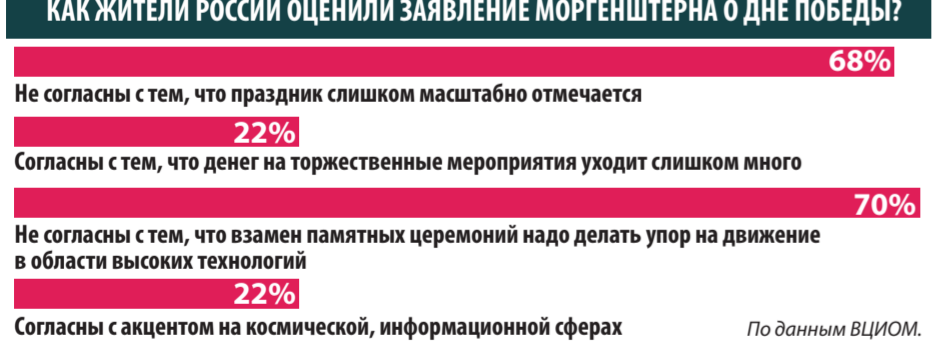 КАК ЖИТЕЛИ РОССИИ ОЦЕНИЛИ ЗАЯВЛЕНИЕ МОРГЕНШТЕРНА О ДНЕ ПОБЕДЫ?
68%
Не согласны с тем, что праздник слишком масштабно отмечается
22%
Согласны с тем, что денег на торжественные мероприятия уходит слишком много
70%
Не согласны с тем, что взамен памятных церемоний надо делать упор на движение
в области высоких технологий
22%
Согласны с акцентом на космической, информационной сферах
По данным ВЦИОМ.